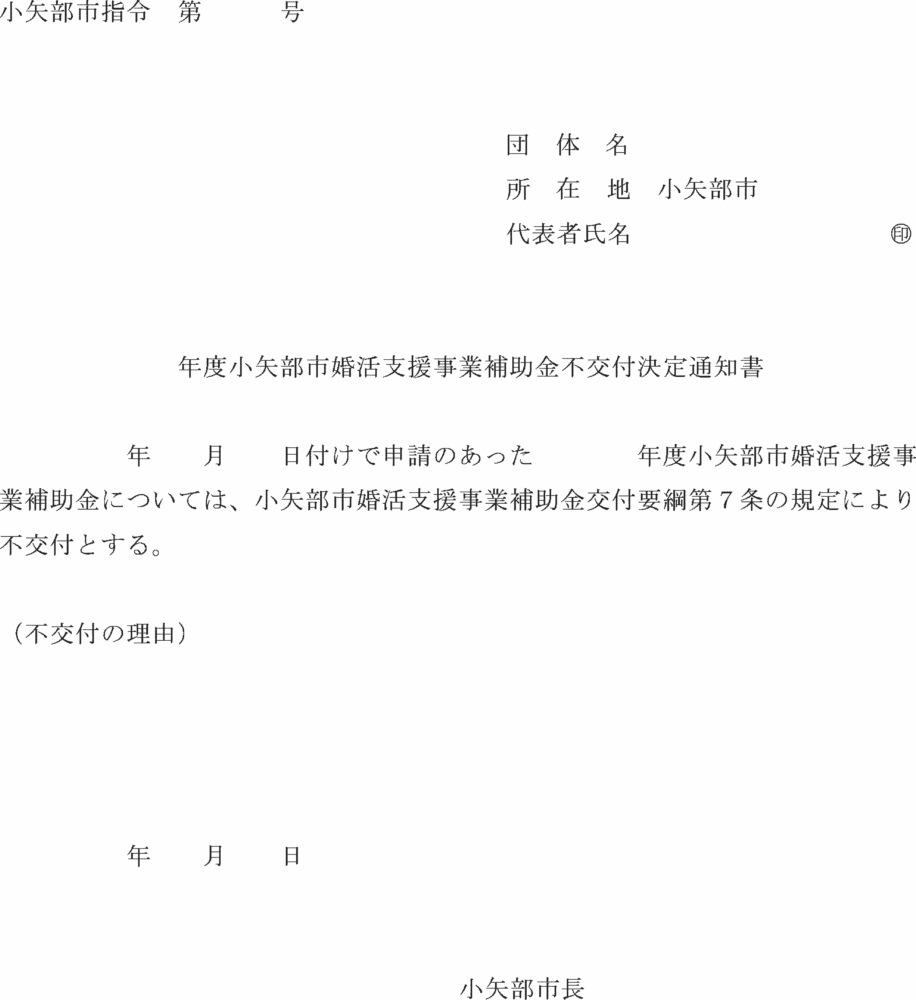 小矢部市指令　第　　　号
団　体　名
所　在　地　小矢部市
代表者氏名　　　　　　　　　　㊞
年度小矢部市婚活支援事業補助金不交付決定通知書
年　　月　　日付けで申請のあった　　　　年度小矢部市婚活支援事
業補助金については、小矢部市婚活支援事業補助金交付要綱第７条の規定により
不交付とする。
（不交付の理由）
年　　月　　日
小矢部市長